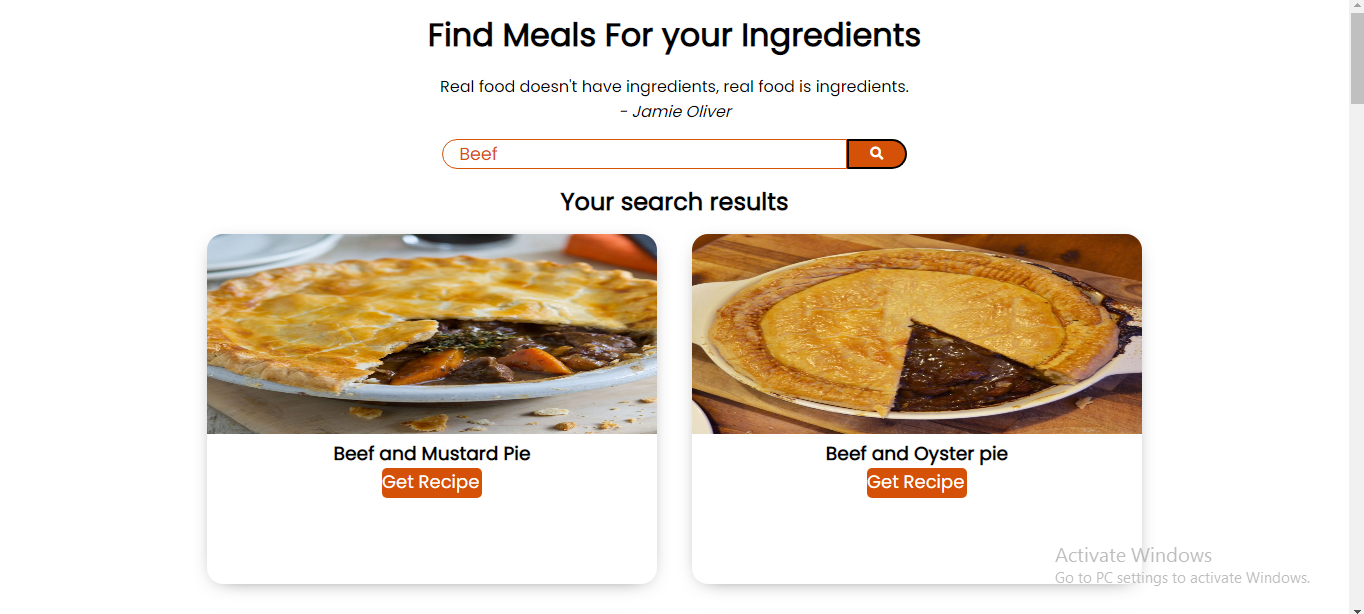 Find Meals For your Ingredients
Real food doesn't have ingredients, real food is ingredients.
- Jamie Oliver
Beef
Your search results
Beef and Mustard Pie
Get Recipe
Beef and Oyster pie
Get Recipe
Activate Windows
Go to PC settings to activate Windows.